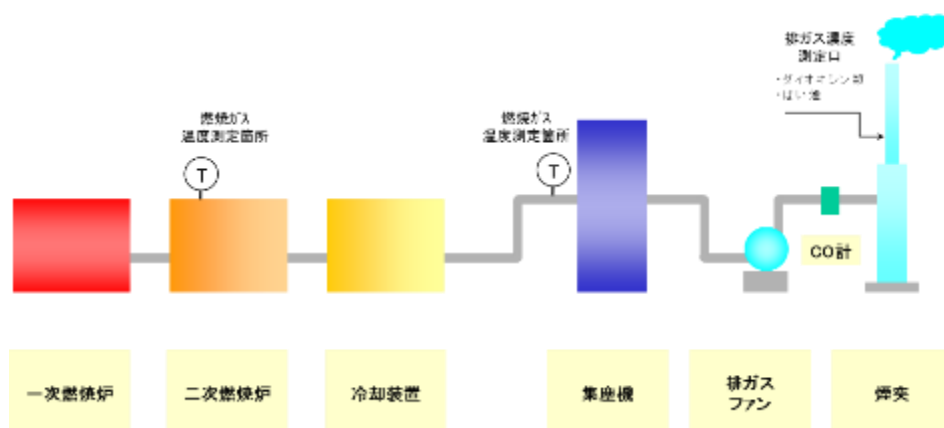 排ガス濃度
測定口
・ダイオキシン類
・ばい煙
燃焼ガス
温度測定箇所
T
燃焼ガス
温度測定箇所
T
CO計
一次燃焼炉
二次燃焼炉
冷却装置
集塵機
排ガス
ファン
煙突